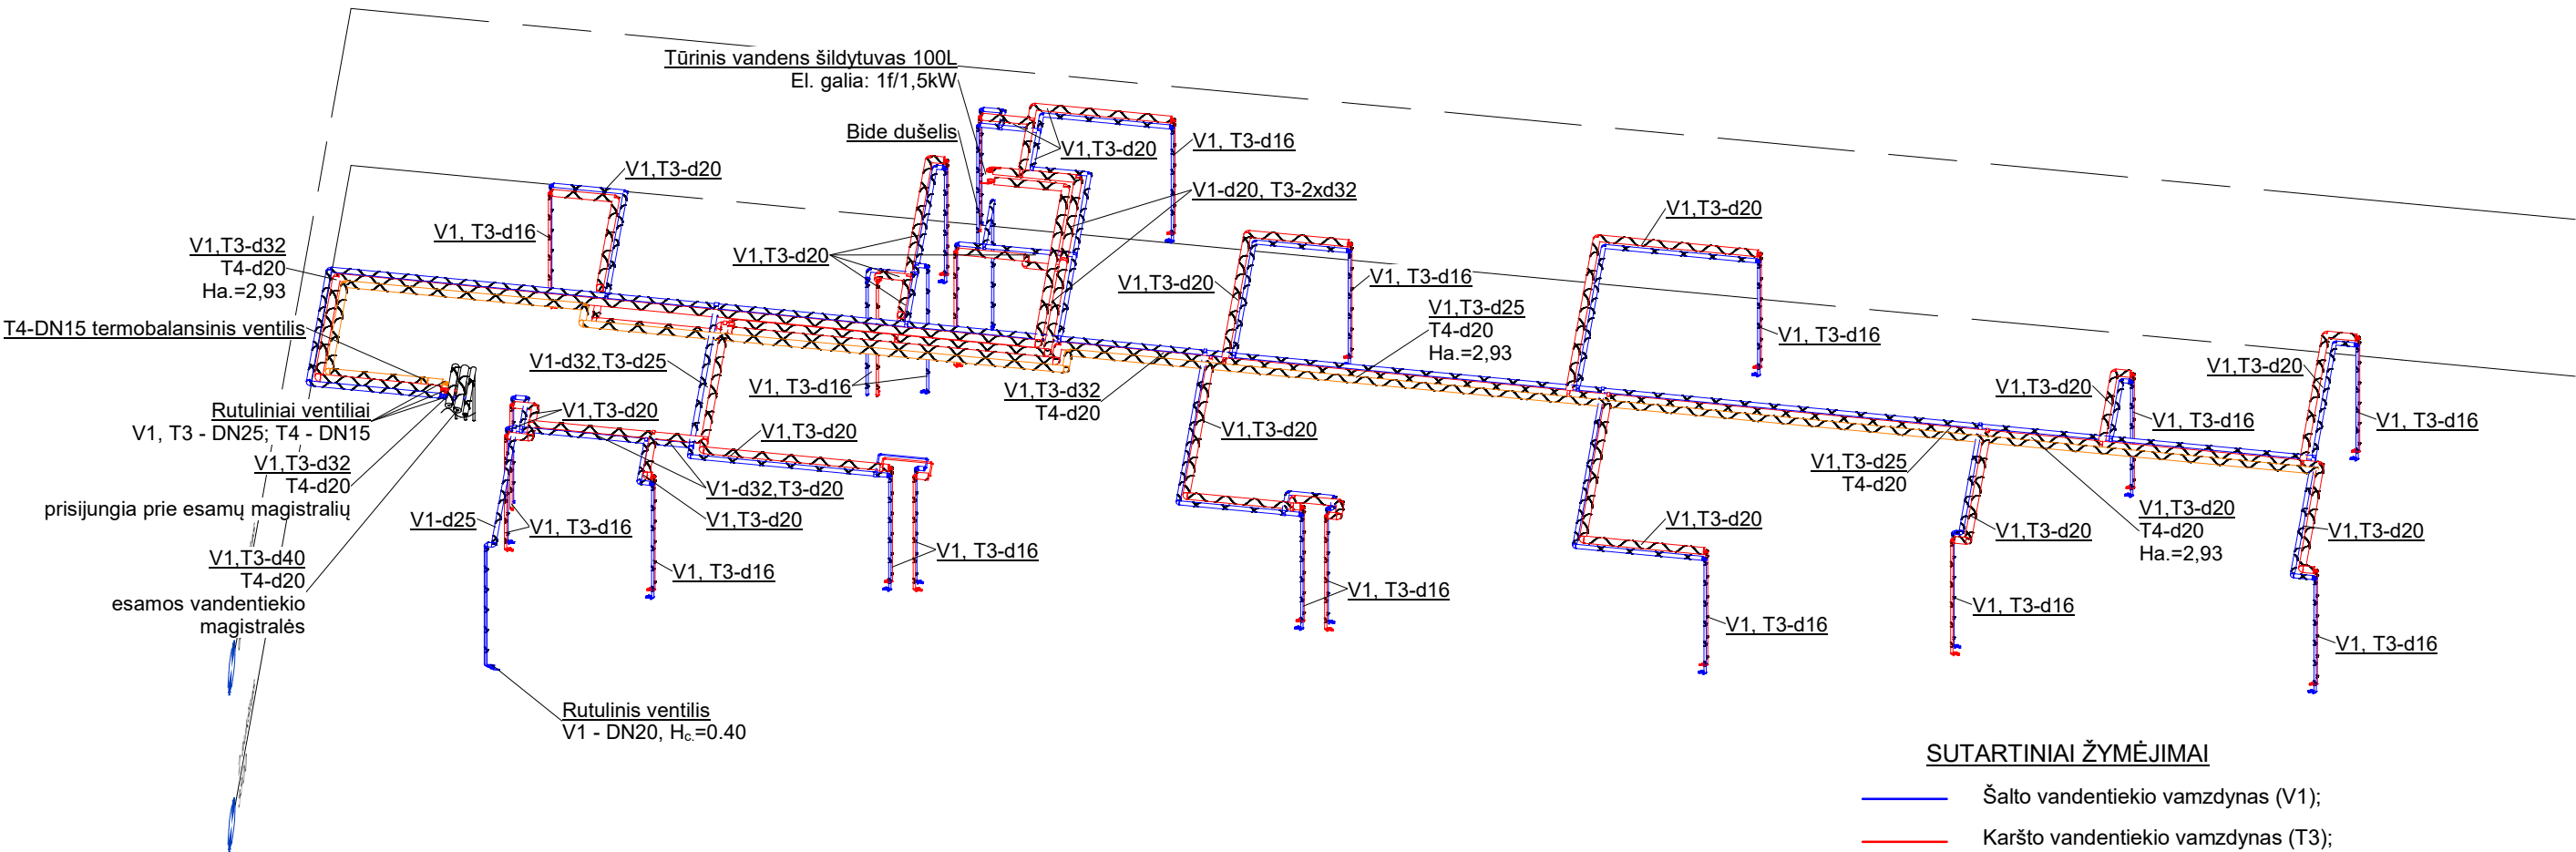 Tūrinis vandens šildytuvas 100L
El. galia: 1f/1,5kW
Bide dušelis
V1,T3-d20
V1, T3-d16
V1,T3-d20
V1-d20, T3-2xd32
V1, T3-d16
V1,T3-d20
V1,T3-d32
T4-d20
Ha.=2,93
V1,T3-d20
V1,T3-d20
V1, T3-d16
V1,T3-d25
T4-d20
Ha.=2,93
V1, T3-d16
T4-DN15 termobalansinis ventilis
V1-d32,T3-d25
V1, T3-d16
V1,T3-d32
T4-d20
V1,T3-d20
V1,T3-d20
V1, T3-d16
V1, T3-d16
Rutuliniai ventiliai
V1, T3 - DN25; T4 - DN15
V1,T3-d20
V1,T3-d20
V1,T3-d20
V1,T3-d32
T4-d20
prisijungia prie esamų magistralių
V1-d32,T3-d20
V1,T3-d20
V1-d25
V1, T3-d16
V1,T3-d25
T4-d20
V1,T3-d20
V1,T3-d20
V1,T3-d20
T4-d20
Ha.=2,93
V1,T3-d20
V1,T3-d40
T4-d20
esamos vandentiekio
magistralės
V1, T3-d16
V1, T3-d16
V1, T3-d16
V1, T3-d16
V1, T3-d16
V1, T3-d16
Rutulinis ventilis
V1 - DN20, Hc.=0.40
SUTARTINIAI ŽYMĖJIMAI
Šalto vandentiekio vamzdynas (V1);
Karšto vandentiekio vamzdynas (T3);